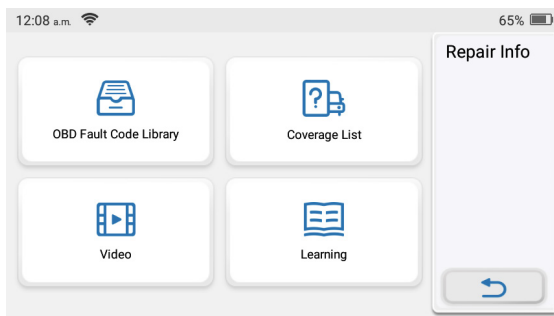 12:08 a.m. 65%
Repair Info
OBD Fault Code Library
Coverage List
Video
Learning